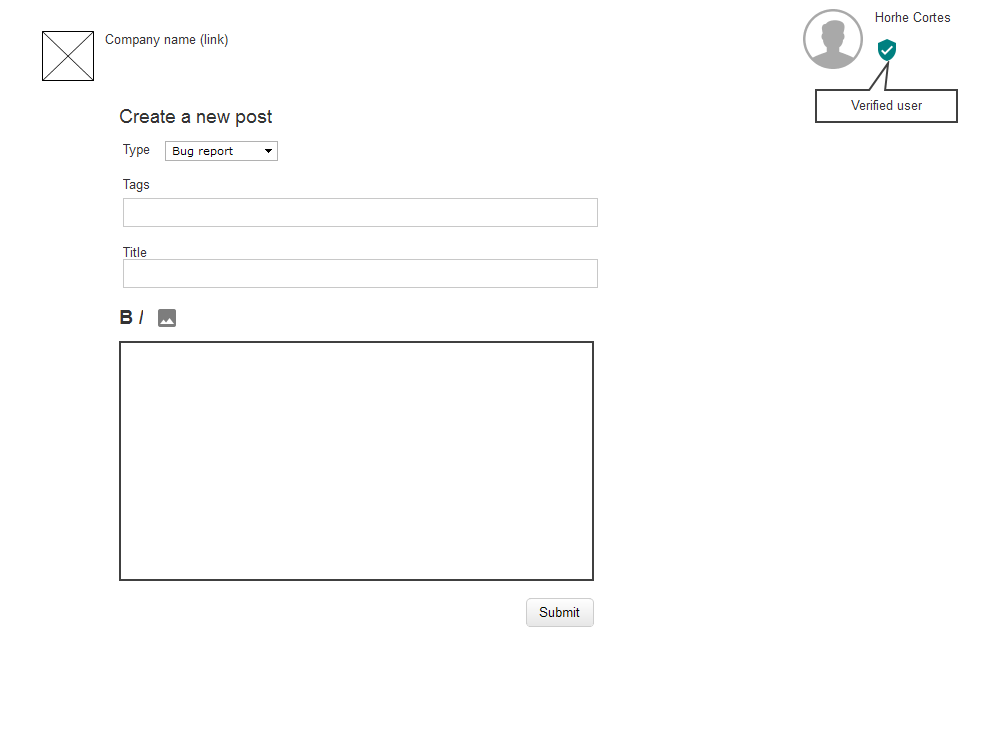 Horhe Cortes
Company name (link)
Verified user
Create a new post
Type Bug report
Tags
Title
B I
Submit